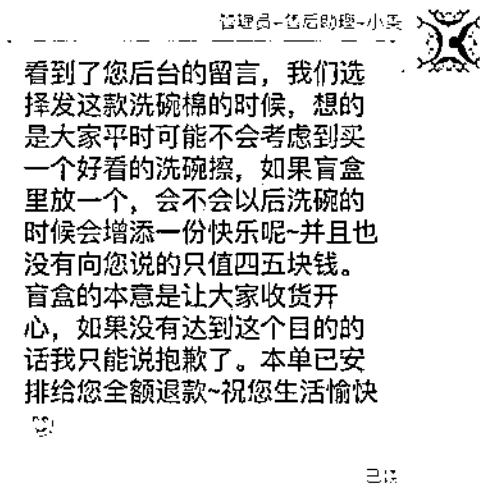 管理员-售后助理-小柒
看到了您后台的留言，我们选
择发这款洗碗棉的时候，想的
是大家平时可能不会考虑到买
一个好看的洗碗擦，如果盲盒
里放一个，会不会以后洗碗的
时候会增添一份快乐呢~并且也
没有向您说的只值四五块钱。
盲盒的本意是让大家收货开
心，如果没有达到这个目的的
话我只能说抱歉了。本单已安
排给您全额退款~祝您生活愉快
已读